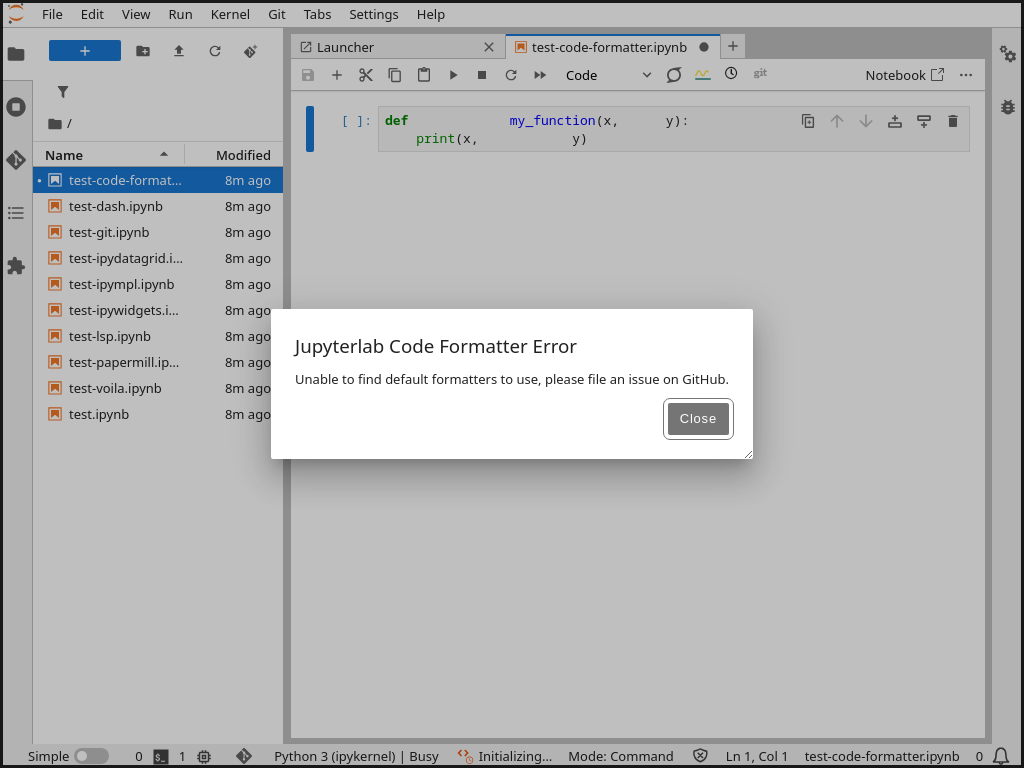 File Edit View Run Kernel Git Tabs Settings Help
Launcher
test-code-formatter.ipynb
Code
git
Notebook
/
Name Modified
[ ]: def my_function(x, y):
print(x, y)
test-code-format... 8m ago
test-dash.ipynb 8m ago
test-git.ipynb 8m ago
test-ipydatagrid.i... 8m ago
test-ipympl.ipynb 8m ago
test-ipywidgets.i... 8m ago
test-lsp.ipynb 8m ago
test-papermill.ip... 8m ago
test-voila.ipynb 8m ago
test.ipynb 8m ago
Jupyterlab Code Formatter Error
Unable to find default formatters to use, please file an issue on GitHub.
Close
Simple 0 1 Python 3 (ipykernel) | Busy Initializing... Mode: Command Ln 1, Col 1 test-code-formatter.ipynb 0